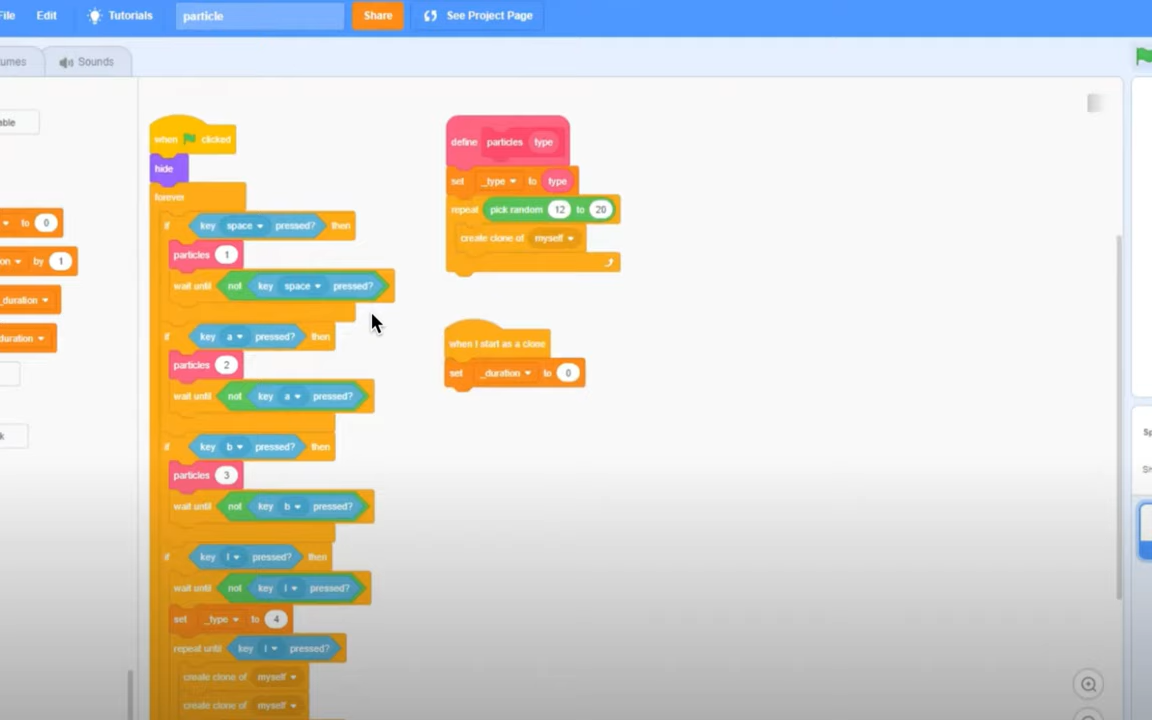 File Edit Tutorials particle Share See Project Page
Sounds
when clicked
hide
forever
if key space pressed? then
particles 1
wait until not key space pressed?
if key a pressed? then
particles 2
wait until not key a pressed?
if key b pressed? then
particles 3
wait until not key b pressed?
if key l pressed? then
wait until not key l pressed?
set _type to 4
repeat until key l pressed?
create clone of myself
create clone of myself
define particles type
set _type to type
repeat pick random 12 to 20
create clone of myself
when I start as a clone
set _duration to 0
to 0
by 1
_duration